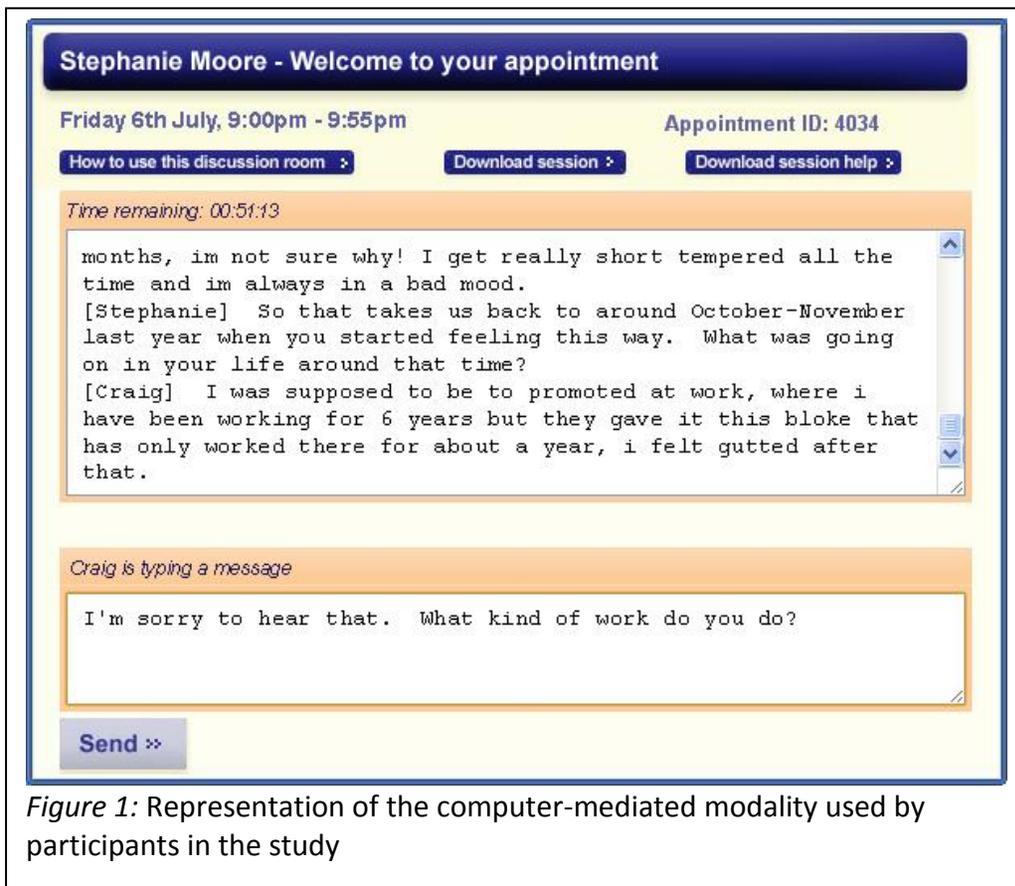 Stephanie Moore - Welcome to your appointment
Friday 6th July, 9:00pm - 9:55pm
Appointment ID: 4034
How to use this discussion room
Download session
Download session help
Time remaining: 00:51:13
months, im not sure why! I get really short tempered all the
time and im always in a bad mood.
[Stephanie] So that takes us back to around October-November
last year when you started feeling this way. What was going
on in your life around that time?
[Craig] I was supposed to be to promoted at work, where i
have been working for 6 years but they gave it this bloke that
has only worked there for about a year, i felt gutted after
that.
Craig is typing a message
I'm sorry to hear that. What kind of work do you do?
Send »
Figure 1: Representation of the computer-mediated modality used by
participants in the study